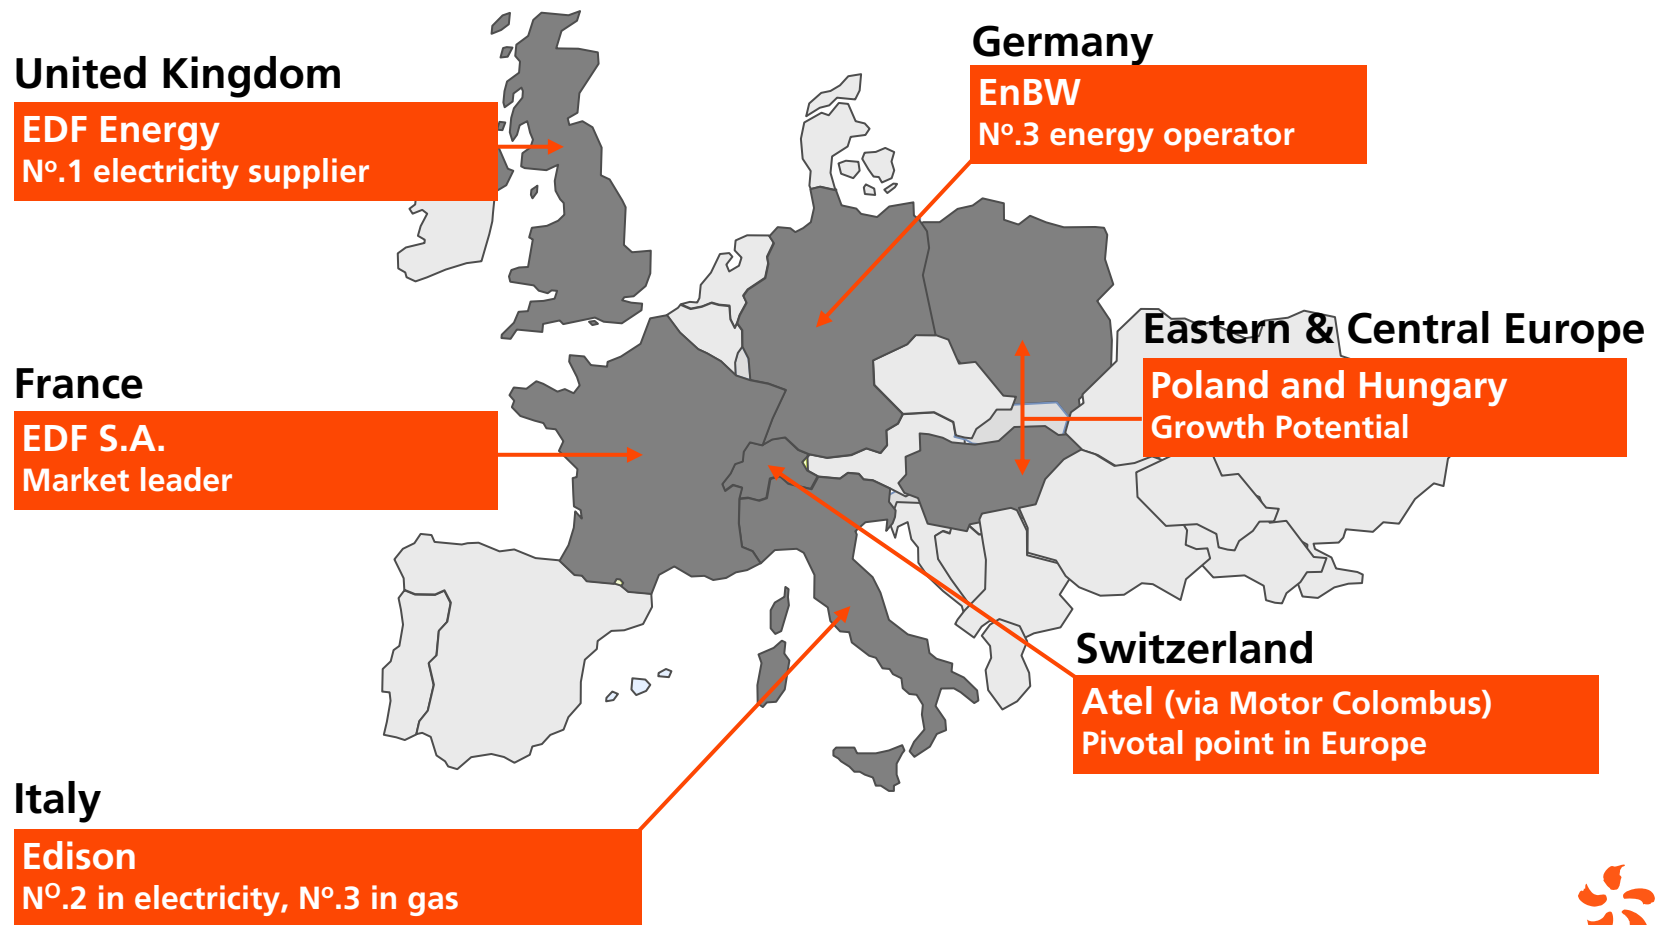 United Kingdom
EDF Energy
Nº.1 electricity supplier
Germany
EnBW
Nº.3 energy operator
France
EDF S.A.
Market leader
Eastern & Central Europe
Poland and Hungary
Growth Potential
Switzerland
Atel (via Motor Colombus)
Pivotal point in Europe
Italy
Edison
Nº.2 in electricity, Nº.3 in gas